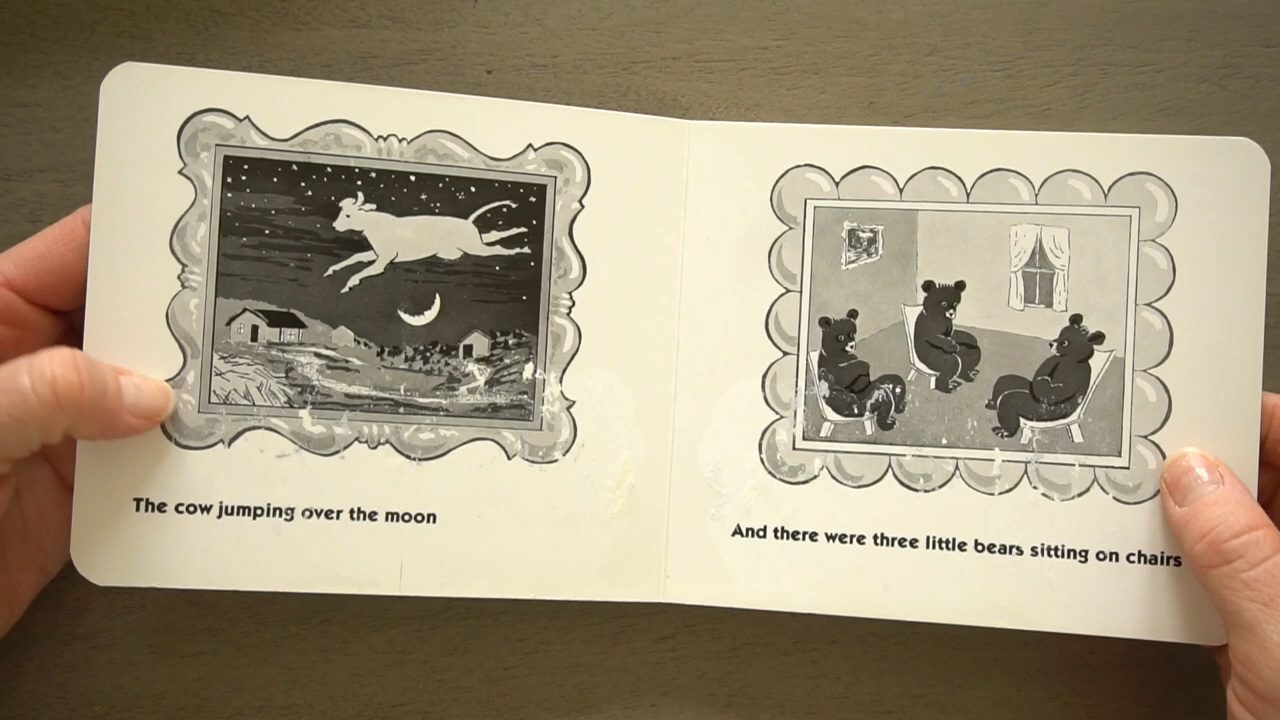 The cow jumping over the moon
And there were three little bears sitting on chairs